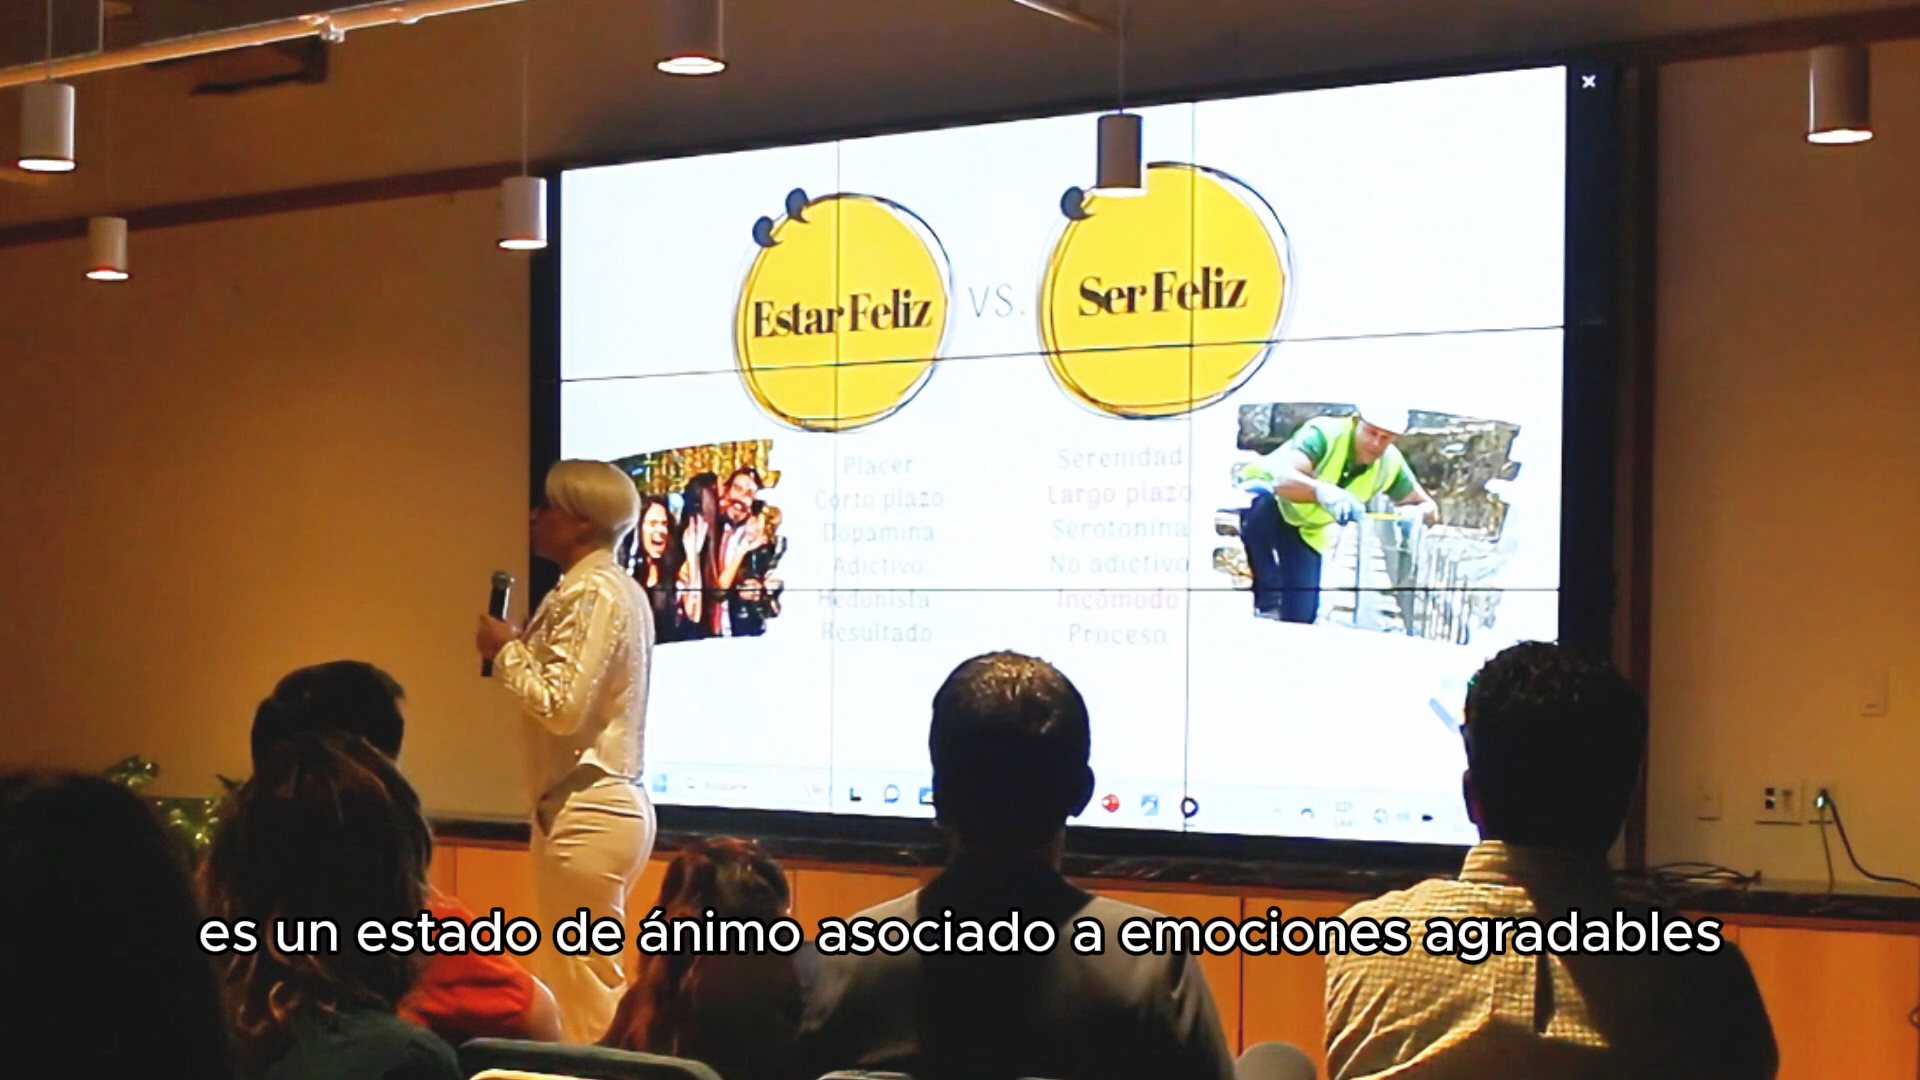 Estar Feliz
VS.
Ser Feliz
Placer
Corto plazo
Dopamina
Adictivo
Hedonista
Resultado
Serenidad
Largo plazo
Serotonina
No adictivo
Incómodo
Proceso
es un estado de ánimo asociado a emociones agradables